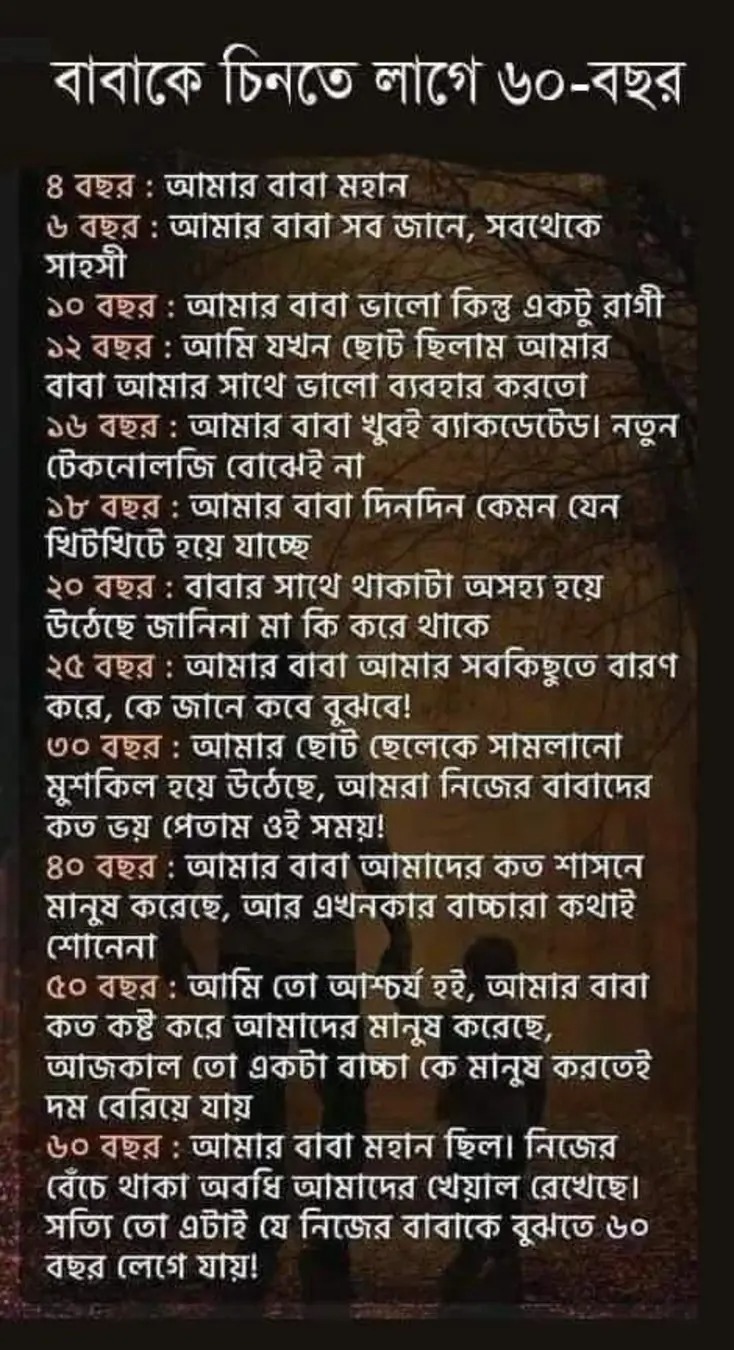 বাবাকে চিনতে লাগে ৬০-বছর
৪ বছর : আমার বাবা মহান
৬ বছর : আমার বাবা সব জানে, সবথেকে
সাহসী
১০ বছর : আমার বাবা ভালো কিন্তু একটু রাগী
১২ বছর : আমি যখন ছোট ছিলাম আমার
বাবা আমার সাথে ভালো ব্যবহার করতো
১৬ বছর : আমার বাবা খুবই ব্যাকডেটেড। নতুন
টেকনোলজি বোঝেই না
১৮ বছর : আমার বাবা দিনদিন কেমন যেন
খিটখিটে হয়ে যাচ্ছে
২০ বছর : বাবার সাথে থাকাটা অসহ্য হয়ে
উঠেছে জানিনা মা কি করে থাকে
২৫ বছর : আমার বাবা আমার সবকিছুতে বারণ
করে, কে জানে কবে বুঝবে!
৩০ বছর : আমার ছোট ছেলেকে সামলানো
মুশকিল হয়ে উঠেছে, আমরা নিজের বাবাদের
কত ভয় পেতাম ওই সময়!
৪০ বছর : আমার বাবা আমাদের কত শাসনে
মানুষ করেছে, আর এখনকার বাচ্চারা কথাই
শোনেনা
৫০ বছর : আমি তো আশ্চর্য হই, আমার বাবা
কত কষ্ট করে আমাদের মানুষ করেছে,
আজকাল তো একটা বাচ্চা কে মানুষ করতেই
দম বেরিয়ে যায়
৬০ বছর : আমার বাবা মহান ছিল। নিজের
বেঁচে থাকা অবধি আমাদের খেয়াল রেখেছে।
সত্যি তো এটাই যে নিজের বাবাকে বুঝতে ৬০
বছর লেগে যায়!